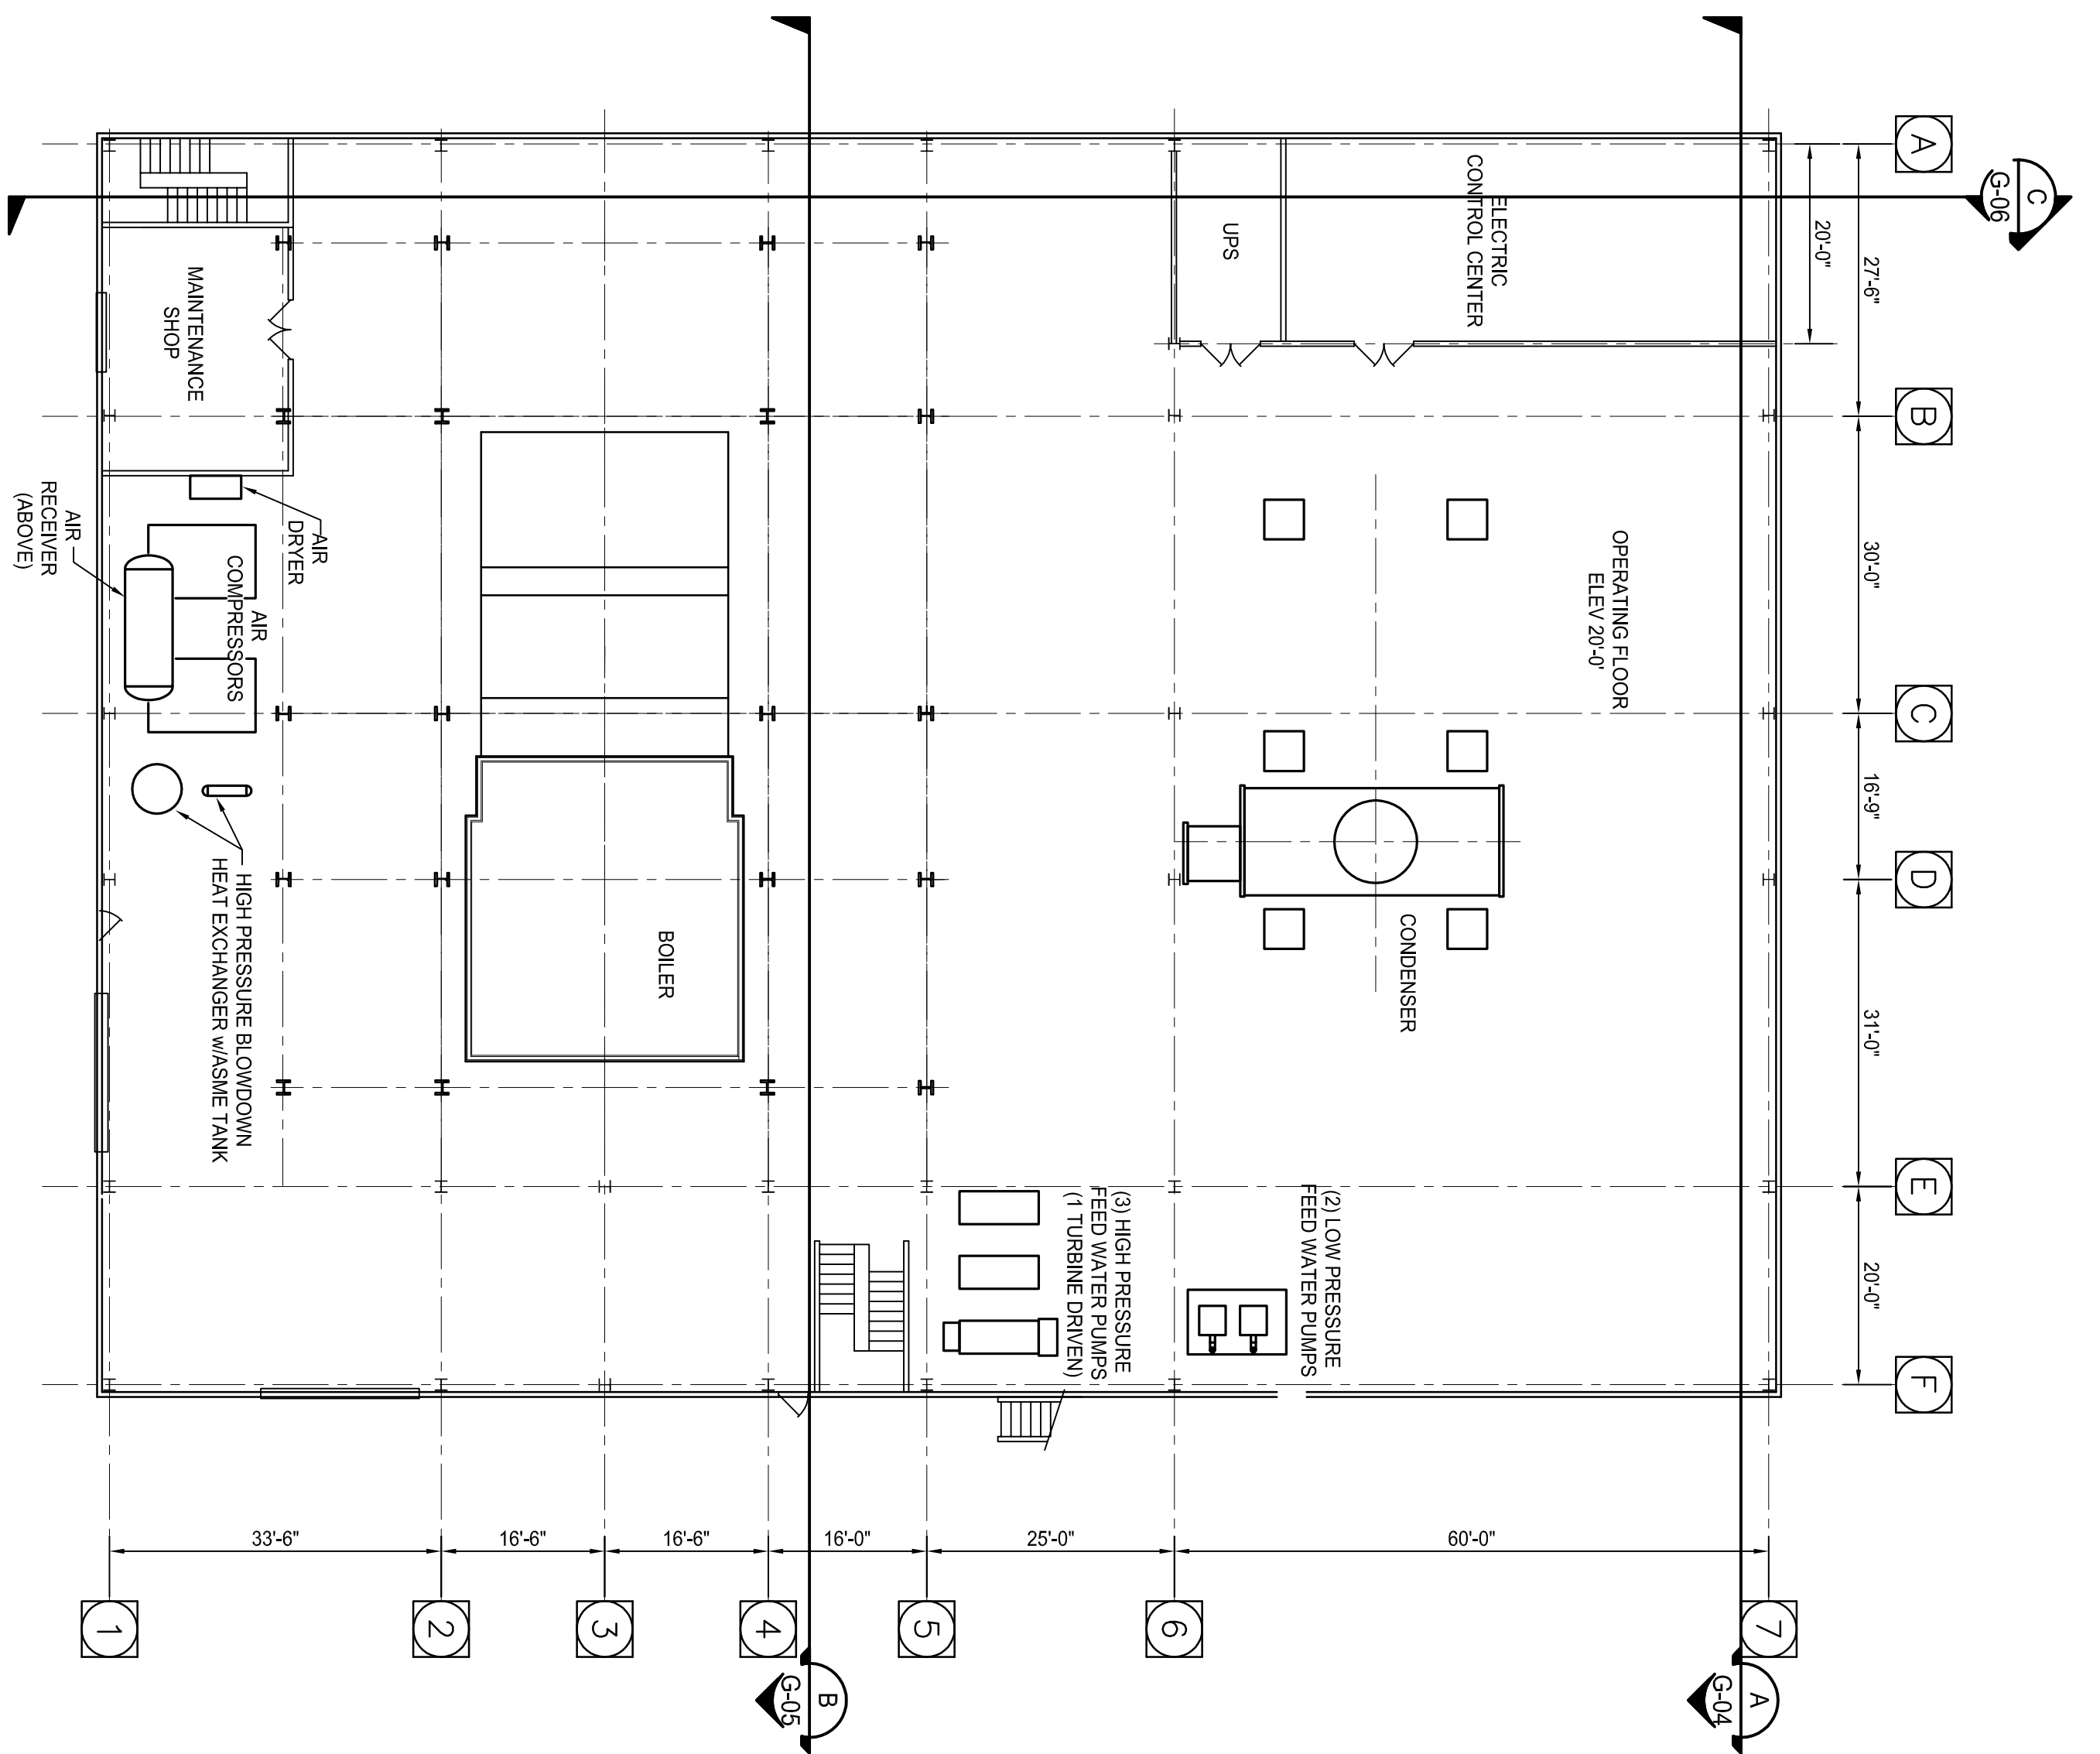 A
C
G-06
20'-0"
27'-6"
ELECTRIC
CONTROL CENTER
UPS
MAINTENANCE
SHOP
B
30'-0"
OPERATING FLOOR
ELEV 20'-0'
AIR
DRYER
AIR
COMPRESSORS
AIR
RECEIVER
(ABOVE)
C
16'-9"
D
CONDENSER
BOILER
HIGH PRESSURE BLOWDOWN
HEAT EXCHANGER w/ASME TANK
31'-0"
E
(2) LOW PRESSURE
FEED WATER PUMPS
(3) HIGH PRESSURE
FEED WATER PUMPS
(1 TURBINE DRIVEN)
20'-0"
F
33'-6"
16'-6"
16'-6"
16'-0"
25'-0"
60'-0"
1
2
3
4
5
6
7
B
G-05
A
G-04